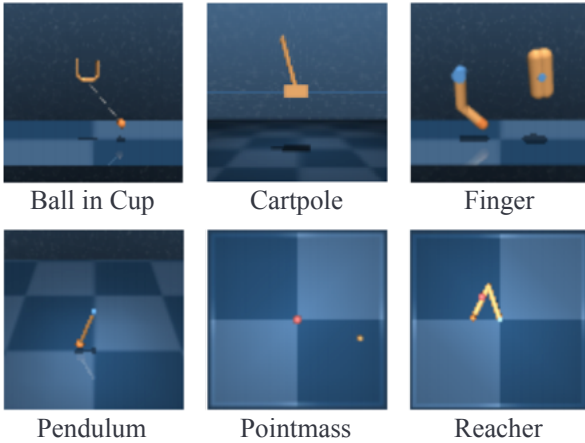 Ball in Cup
Cartpole
Finger
Pendulum
Pointmass
Reacher